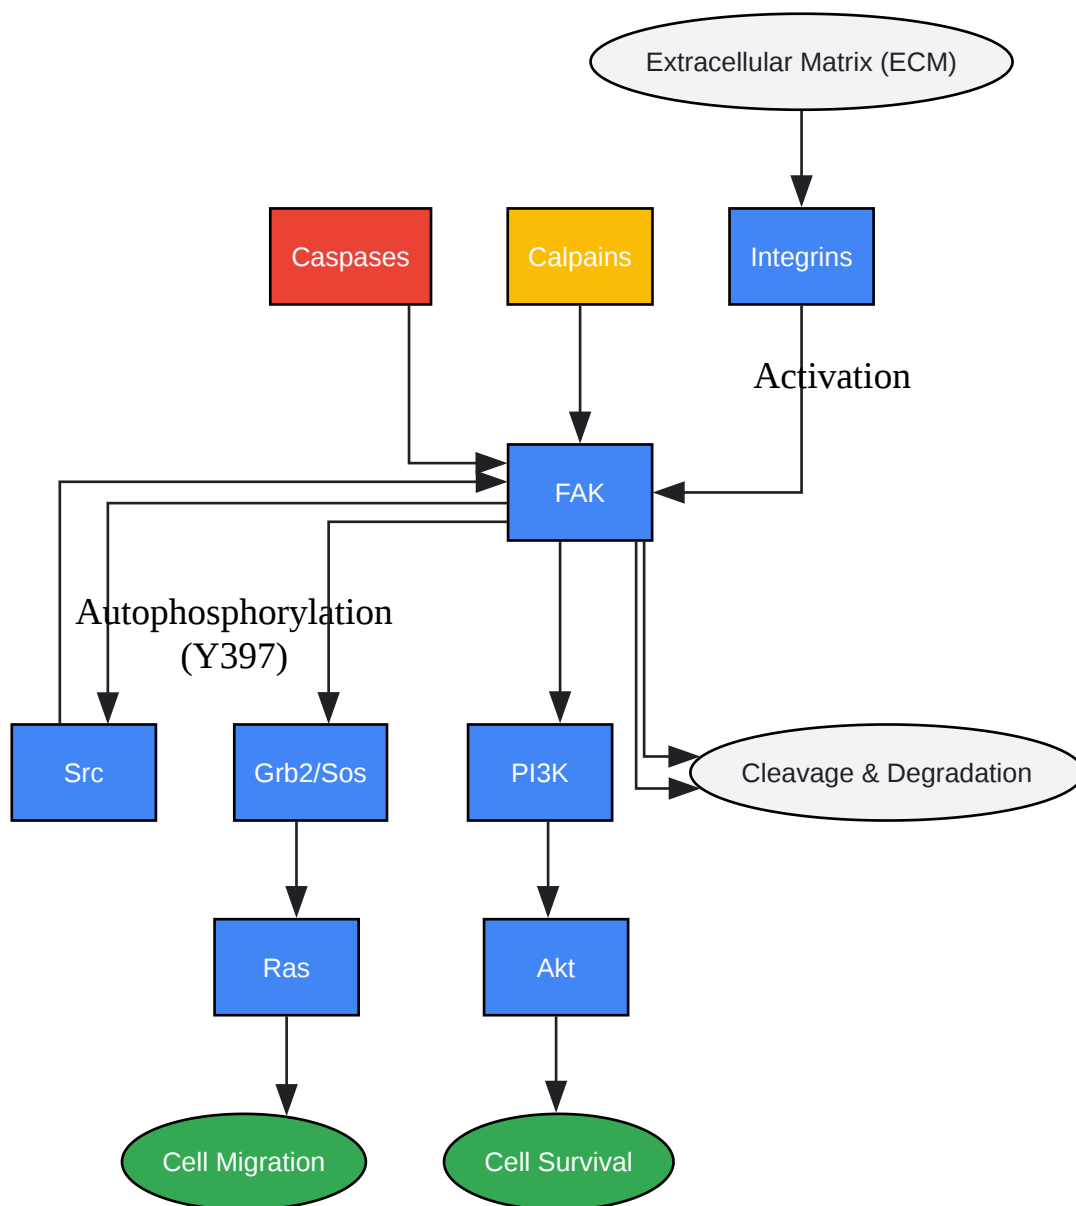 Extracellular Matrix (ECM)
Caspases
Calpains
Integrins
Activation
FAK
Autophosphorylation
(Y397)
Src
Grb2/Sos
PI3K
Cleavage & Degradation
Ras
Akt
Cell Migration
Cell Survival